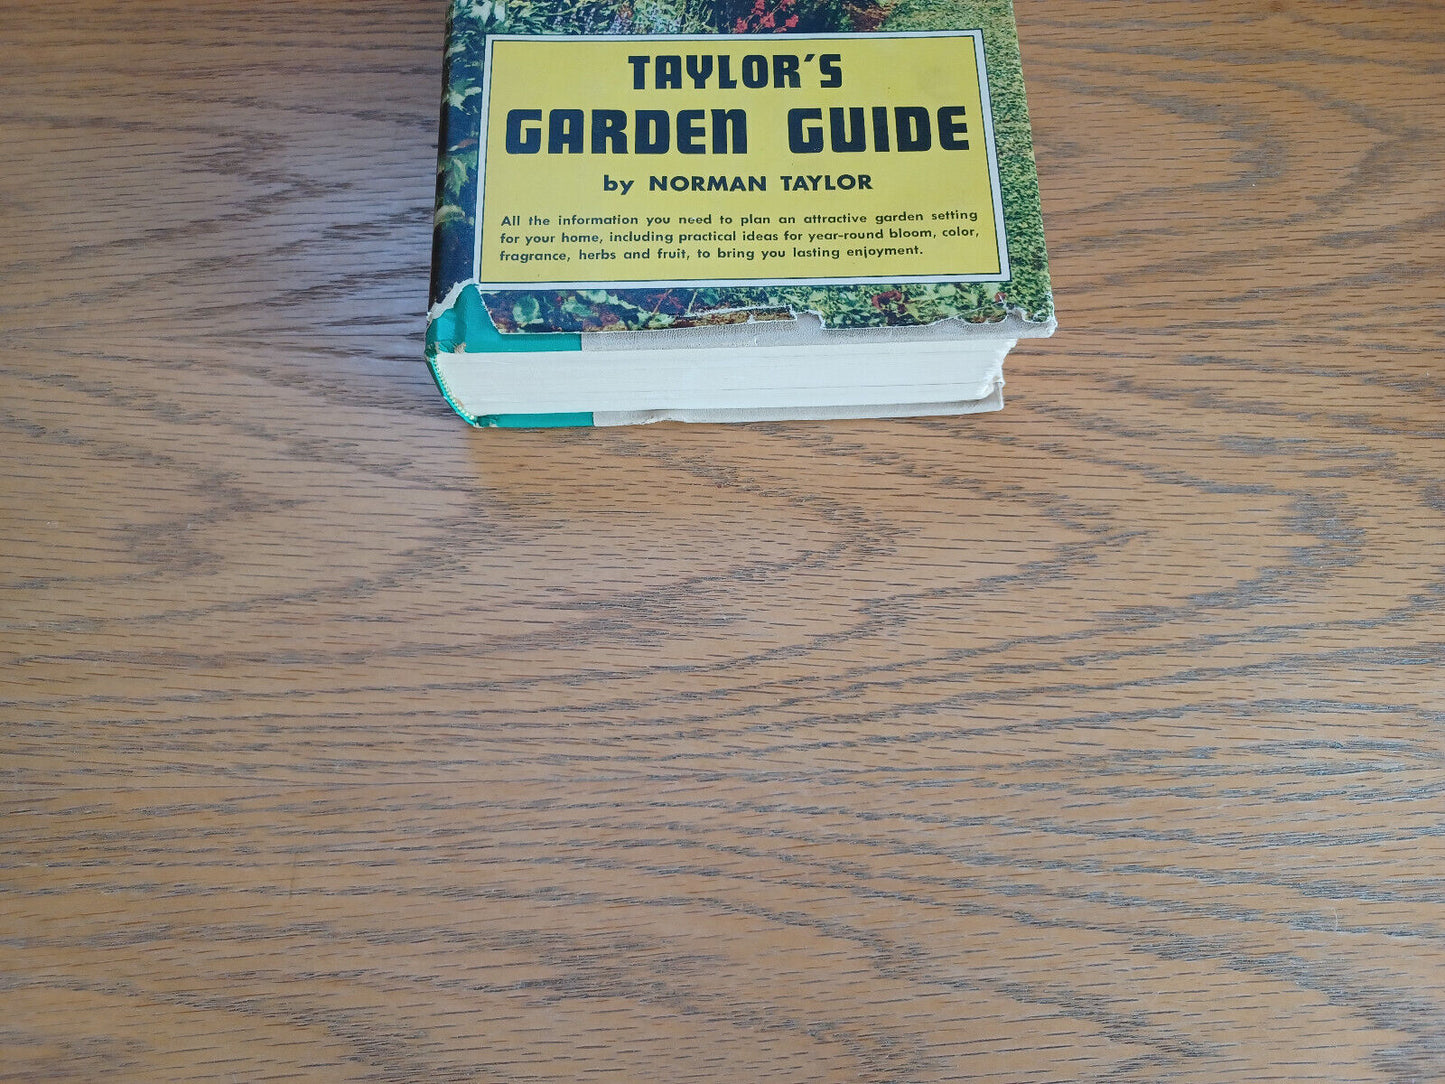 TAYLOR'S
GARDEN GUIDE
by NORMAN TAYLOR
All the information you need to plan an attractive garden setting
for your home, including practical ideas for year-round bloom, color,
fragrance, herbs and fruit, to bring you lasting enjoyment.